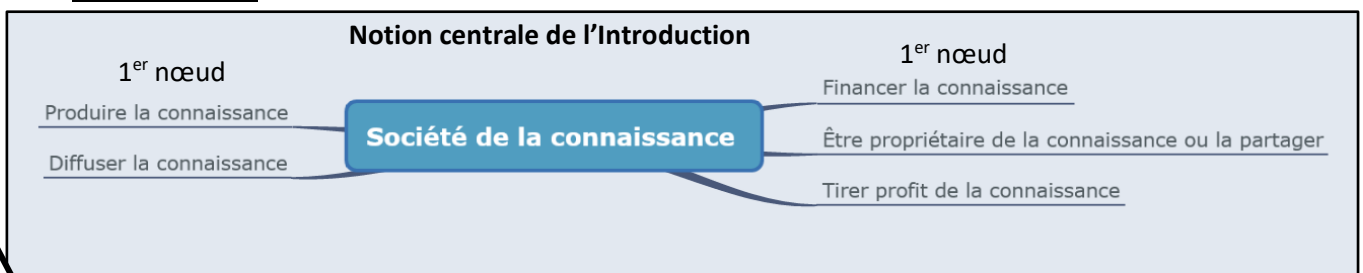 Notion centrale de l’Introduction
1er nœud
Produire la connaissance
Diffuser la connaissance
Société de la connaissance
1er nœud
Financer la connaissance
Être propriétaire de la connaissance ou la partager
Tirer profit de la connaissance